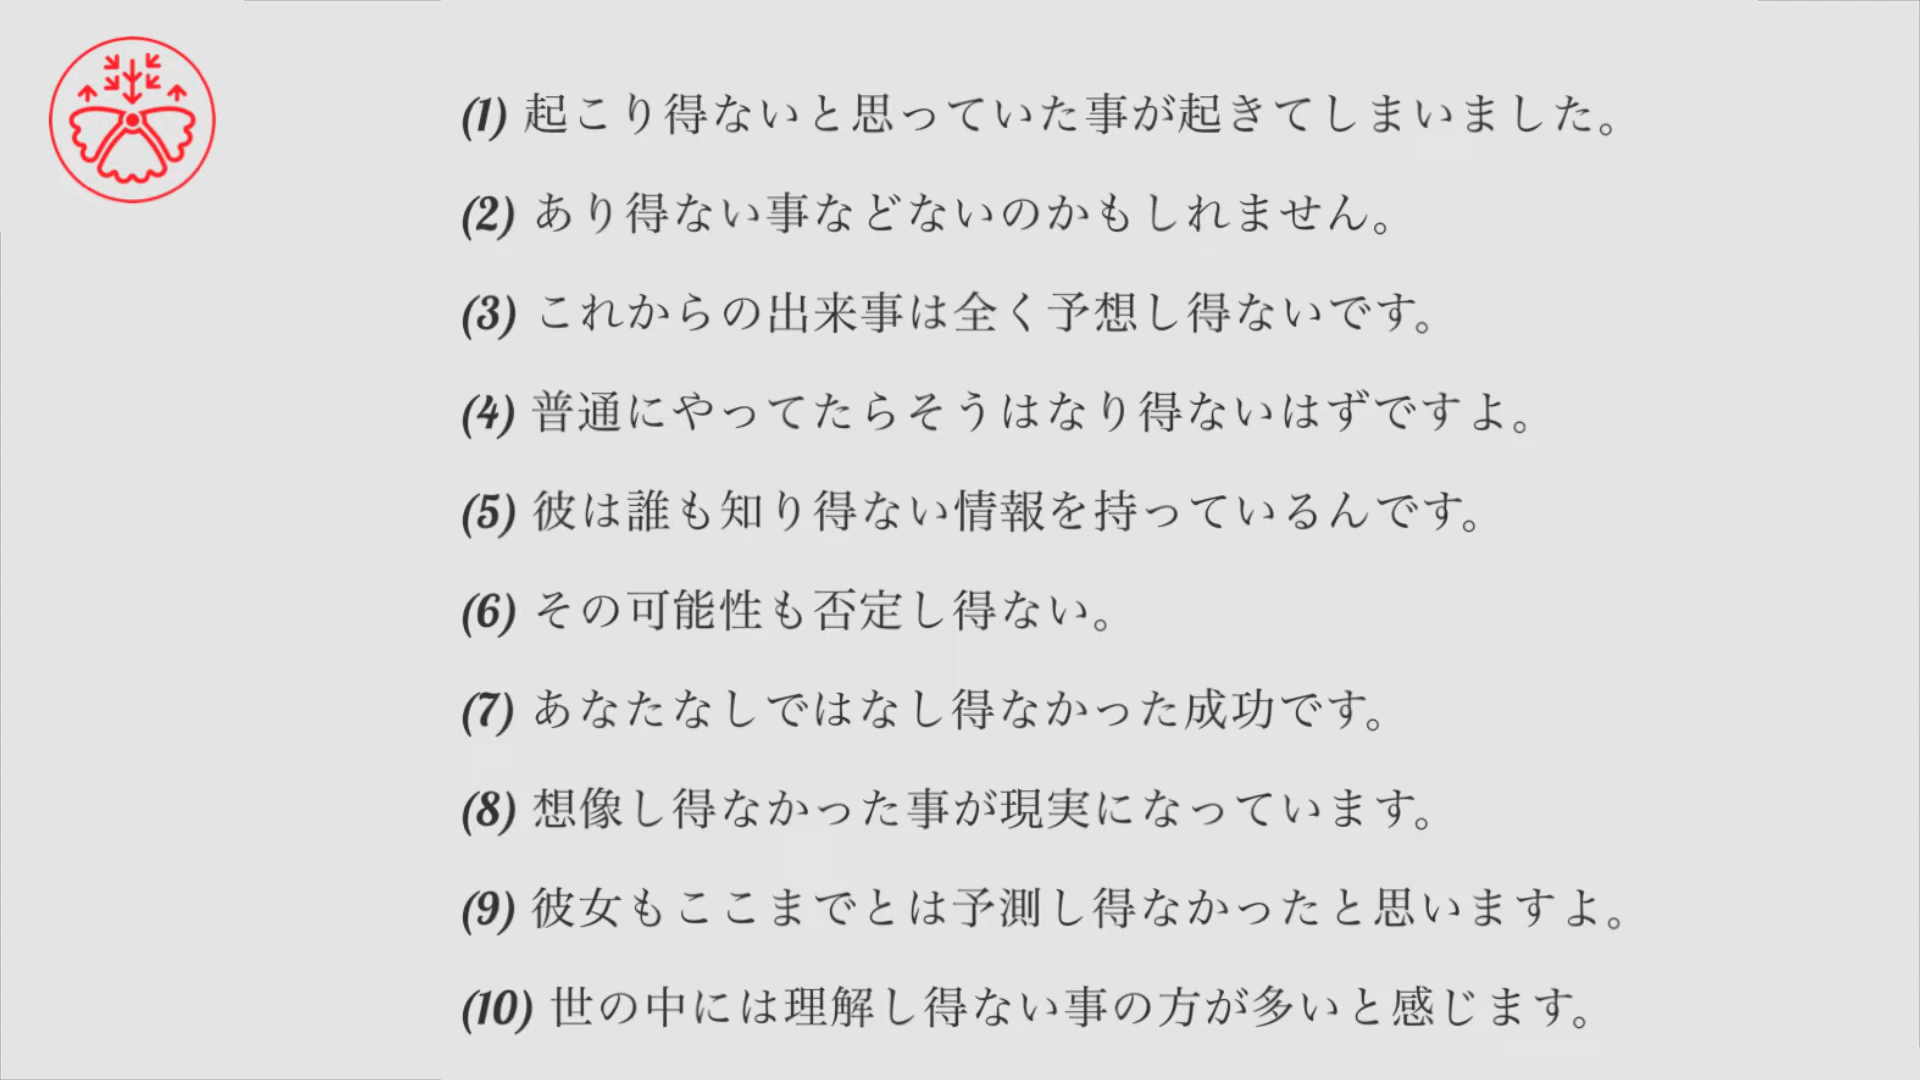 (1) 起こり得ないと思っていた事が起きてしまいました。
(2) あり得ない事などないのかもしれません。
(3) これからの出来事は全く予想し得ないです。
(4) 普通にやってたらそうはなり得ないはずですよ。
(5) 彼は誰も知り得ない情報を持っているんです。
(6) その可能性も否定し得ない。
(7) あなたなしではなし得なかった成功です。
(8) 想像し得なかった事が現実になっています。
(9) 彼女もここまでとは予測し得なかったと思いますよ。
(10) 世の中には理解し得ない事の方が多いと感じます。